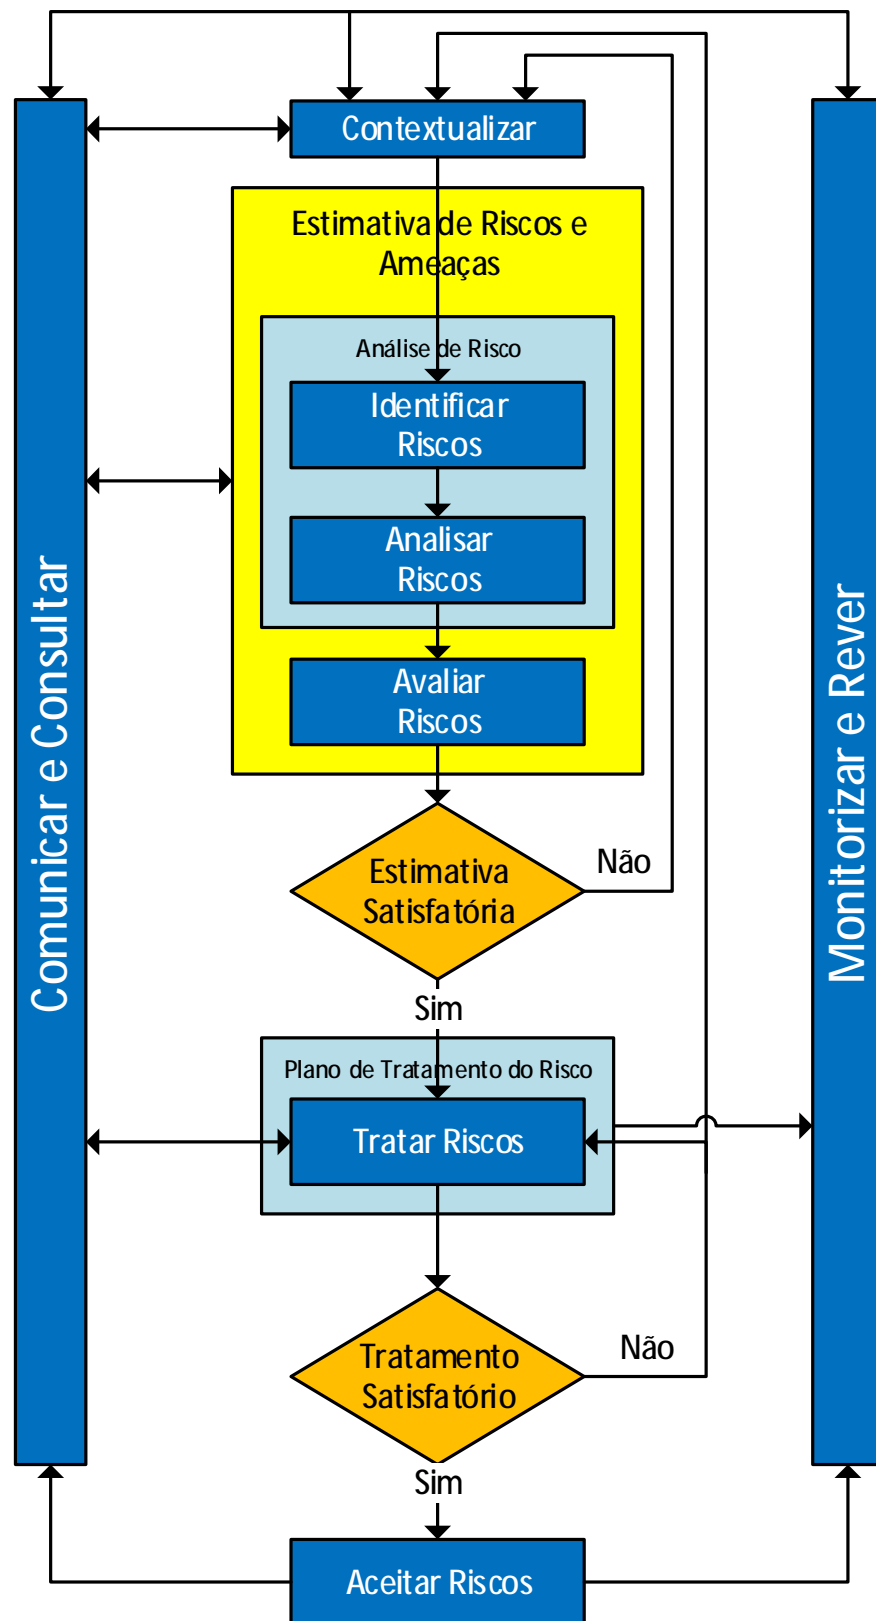 Contextualizar
Estimativa de Riscos e
Ameaças
Análise de Risco
Identificar
Riscos
Analisar
Riscos
Avaliar
Riscos
Comunicar e Consultar
Monitorizar e Rever
Estimativa
Satisfatória
Não
Sim
Plano de Tratamento do Risco
Tratar Riscos
Tratamento
Satisfatório
Não
Sim
Aceitar Riscos